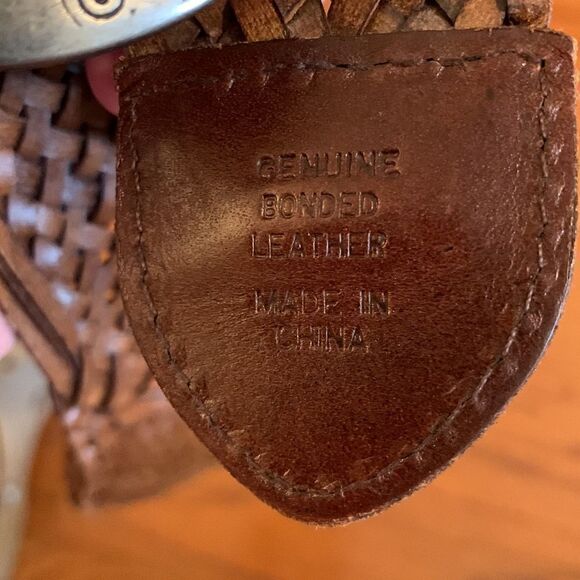 GENUINE
BONDED
LEATHER
MADE IN
CHINA